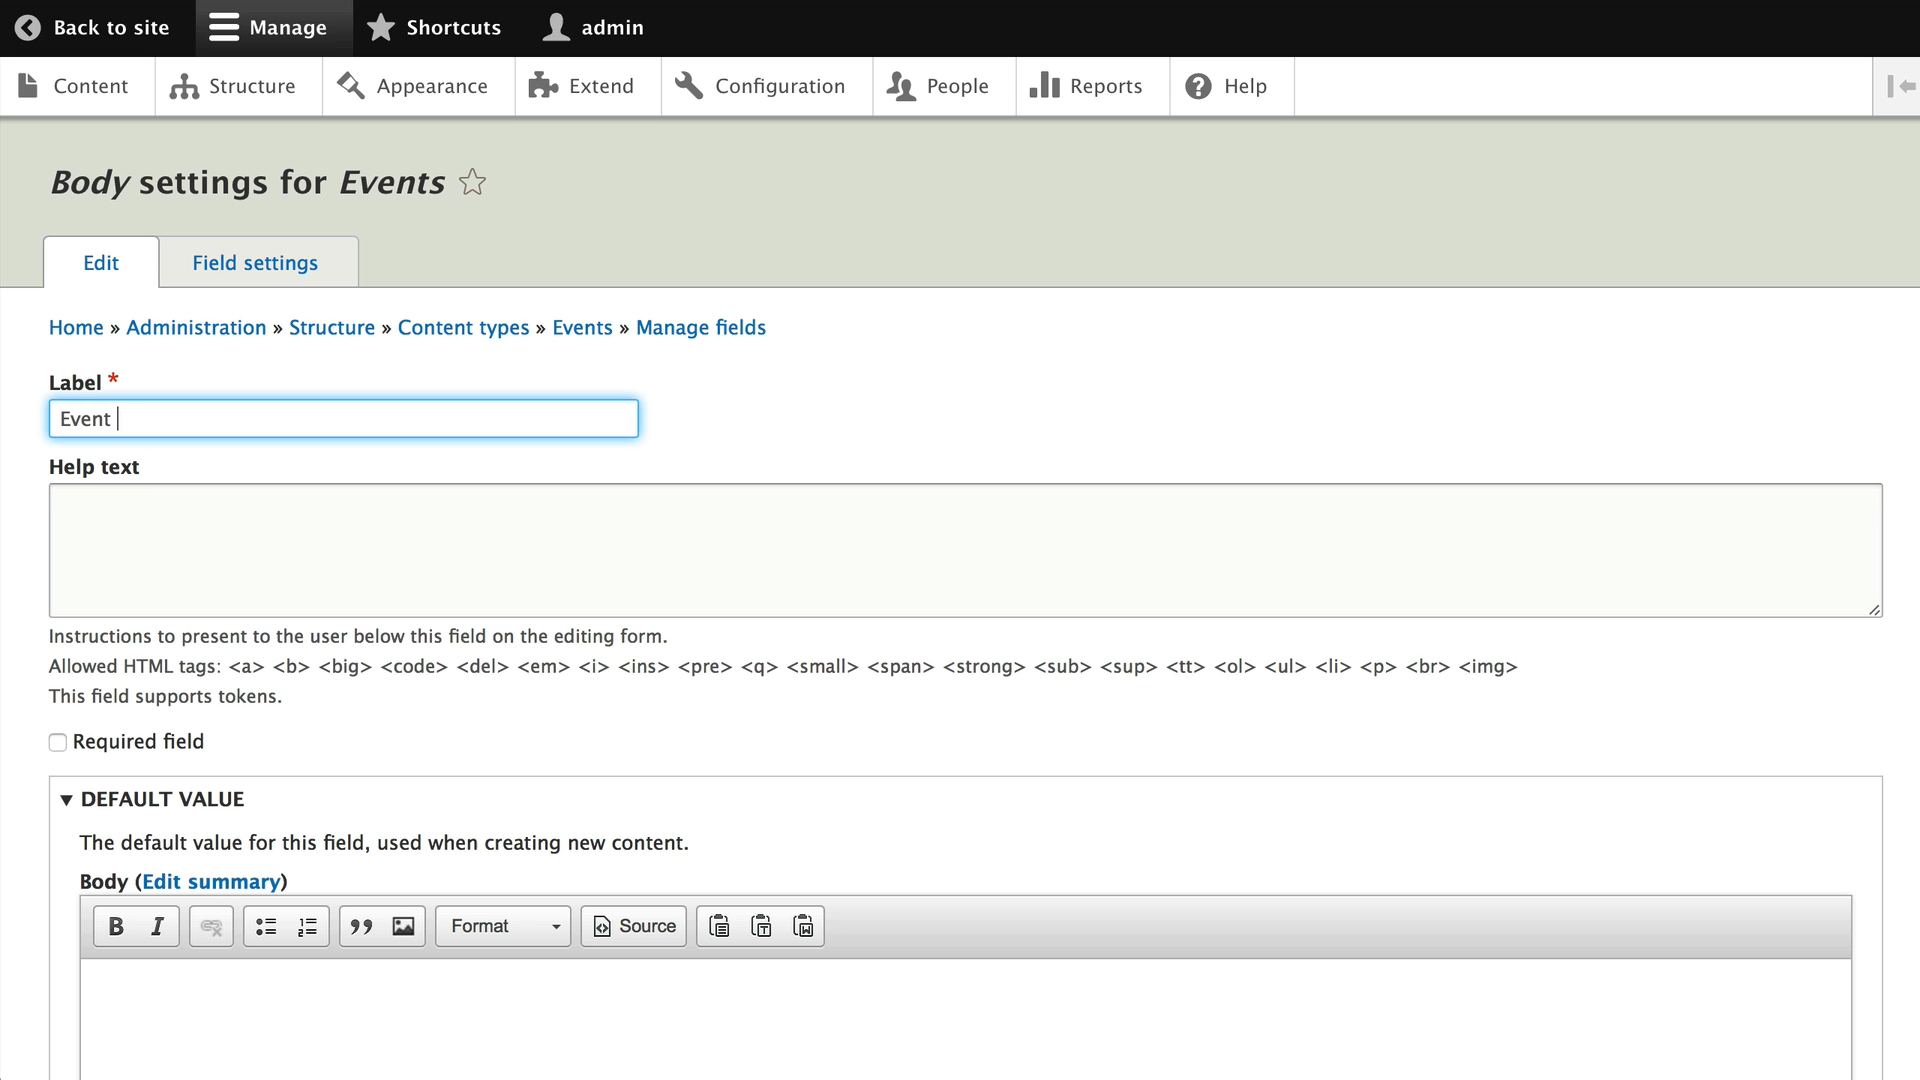 Back to site Manage Shortcuts admin
Content Structure Appearance Extend Configuration People Reports Help
Body settings for Events
Edit Field settings
Home » Administration » Structure » Content types » Events » Manage fields
Label *
Event
Help text
Instructions to present to the user below this field on the editing form.
Allowed HTML tags: <a> <b> <big> <code> <del> <em> <i> <ins> <pre> <q> <small> <span> <strong> <sub> <sup> <tt> <ol> <ul> <li> <p> <br> <img>
This field supports tokens.
Required field
▼ DEFAULT VALUE
The default value for this field, used when creating new content.
Body (Edit summary)
B I Format Source